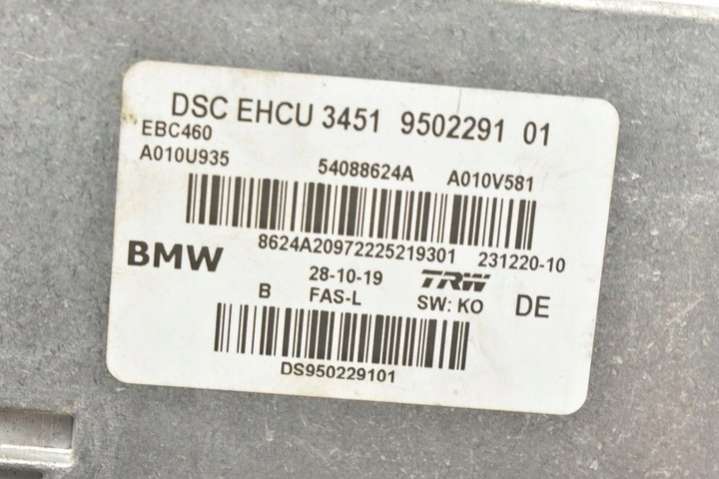 DSC EHCU 3451 9502291 01
EBC460
A010U935 54088624A A010V581
8624A20972225219301 231220-10
BMW 28-10-19 TRW
B FAS-L SW: KO DE
DS950229101